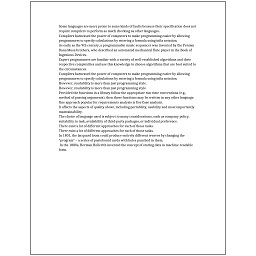 Some languages are more prone to some kinds of faults because their specification does not
require compilers to perform as much checking as other languages.
Compilers harnessed the power of computers to make programming easier by allowing
programmers to specify calculations by entering a formula using infix notation.
As early as the 9th century, a programmable music sequencer was invented by the Persian
Banu Musa brothers, who described an automated mechanical flute player in the Book of
Ingenious Devices.
Expert programmers are familiar with a variety of well-established algorithms and their
respective complexities and use this knowledge to choose algorithms that are best suited to
the circumstances.
Compilers harnessed the power of computers to make programming easier by allowing
programmers to specify calculations by entering a formula using infix notation.
However, readability is more than just programming style.
However, readability is more than just programming style.
Provided the functions in a library follow the appropriate run-time conventions (e.g.,
method of passing arguments), then these functions may be written in any other language.
One approach popular for requirements analysis is Use Case analysis.
It affects the aspects of quality above, including portability, usability and most importantly
maintainability.
The choice of language used is subject to many considerations, such as company policy,
suitability to task, availability of third-party packages, or individual preference.
There exist a lot of different approaches for each of those tasks.
There exist a lot of different approaches for each of those tasks.
In 1801, the Jacquard loom could produce entirely different weaves by changing the
"program" - a series of pasteboard cards with holes punched in them.
In the 1880s, Herman Hollerith invented the concept of storing data in machine-readable
form.